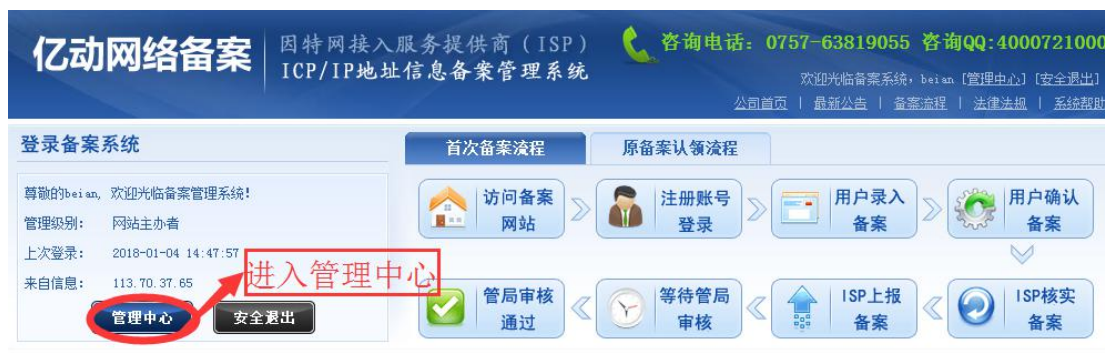 亿动网络备案
因特网接入服务提供商（ISP）
ICP/IP地址信息备案管理系统
咨询电话：0757-63819055 咨询QQ:4000721000
欢迎光临备案系统，beian [管理中心] [安全退出]
公司首页 | 最新公告 | 备案流程 | 法律法规 | 系统帮助
登录备案系统
首次备案流程
原备案认领流程
尊敬的beian，欢迎光临备案管理系统!
管理级别： 网站主办者
上次登录： 2018-01-04 14:47:57
来自信息： 113.70.37.65
进入管理中心
管理中心
安全退出
访问备案
网站
注册账号
登录
用户录入
备案
用户确认
备案
管局审核
通过
等待管局
审核
ISP上报
备案
ISP核实
备案